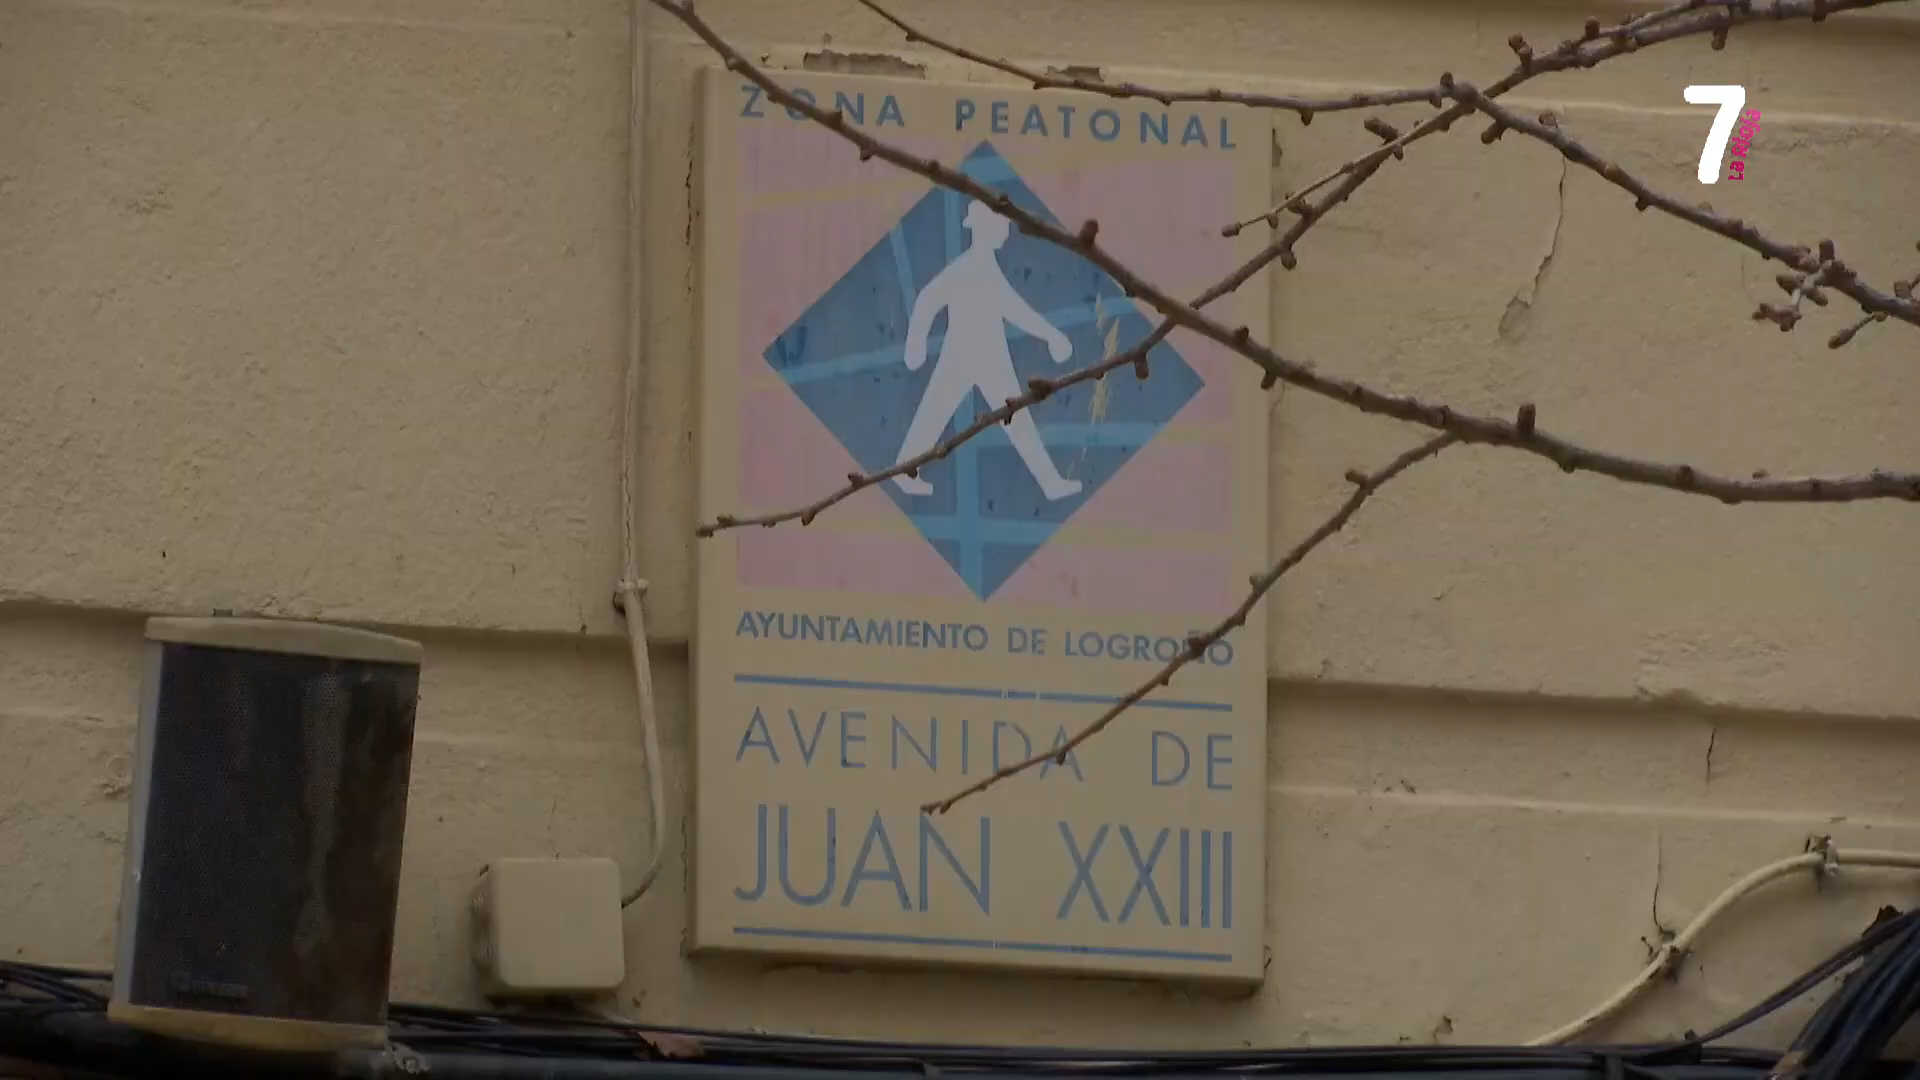 ZONA PEATONAL
7
La Rioja
AYUNTAMIENTO DE LOGROÑO
AVENIDA DE
JUAN XXIII